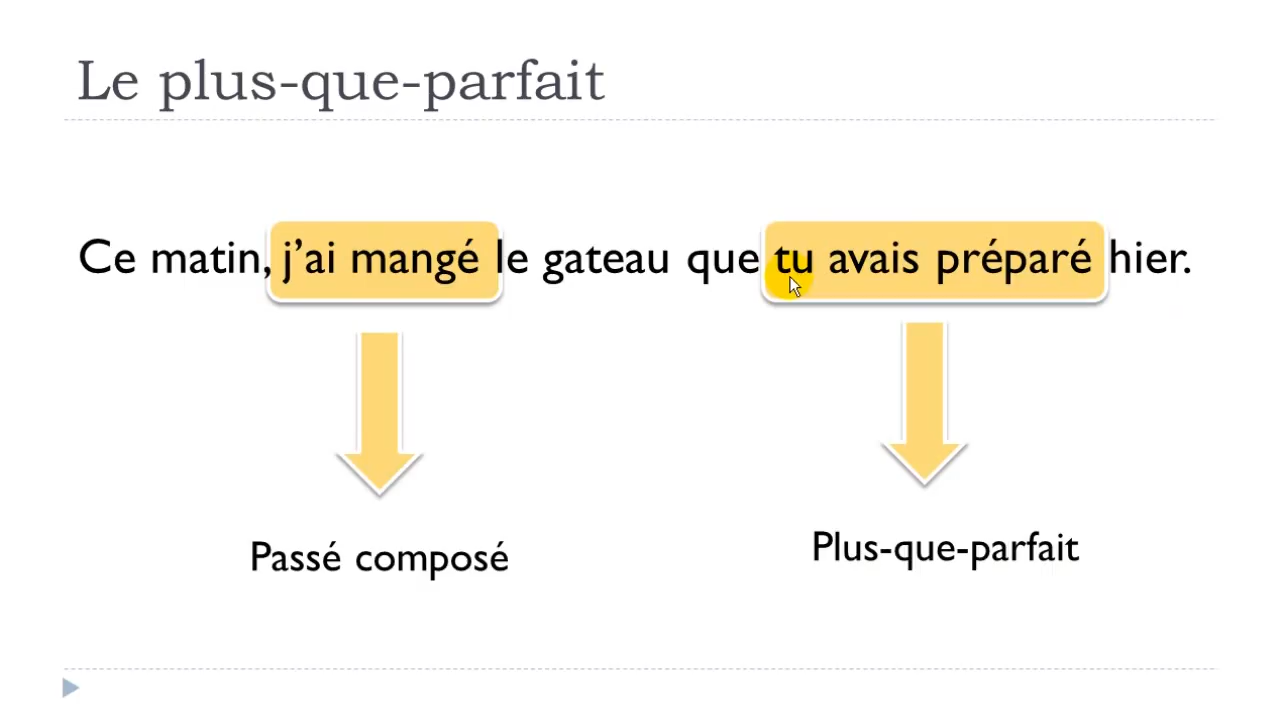 Le plus-que-parfait
Ce matin, j’ai mangé le gateau que tu avais préparé hier.
Passé composé
Plus-que-parfait